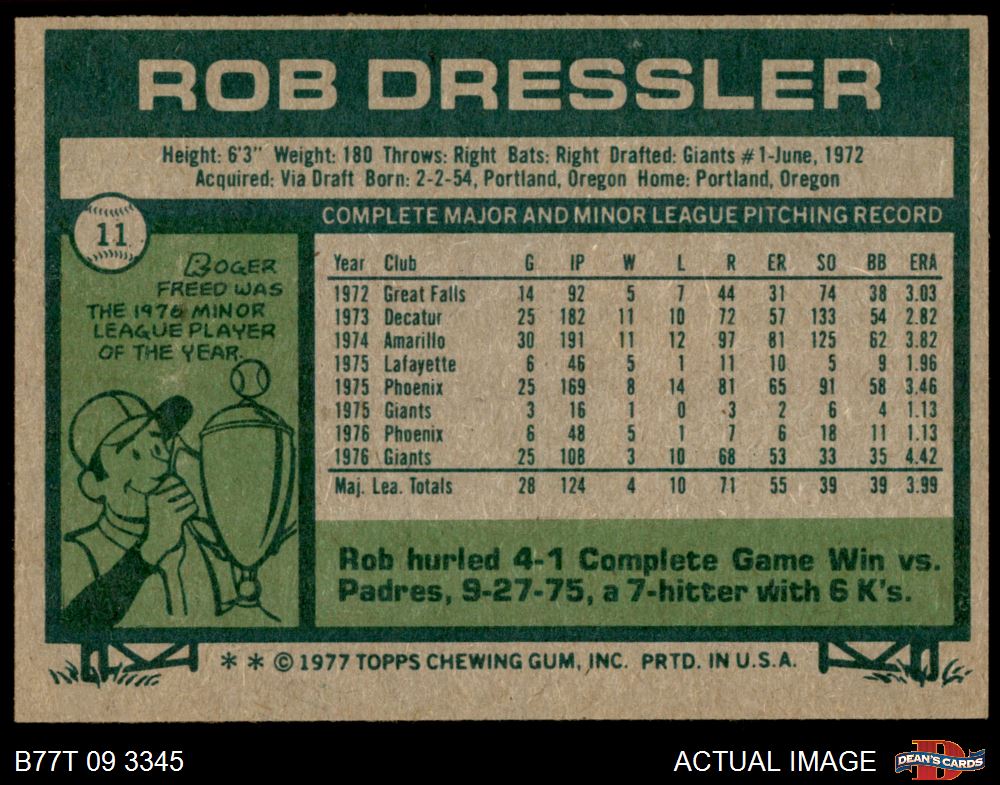 ROB DRESSLER
Height: 6'3" Weight: 180 Throws: Right Bats: Right Drafted: Giants #1-June, 1972
Acquired: Via Draft Born: 2-2-54, Portland, Oregon Home: Portland, Oregon
11
ROGER
FREED WAS
THE 1976 MINOR
LEAGUE PLAYER
OF THE YEAR.
COMPLETE MAJOR AND MINOR LEAGUE PITCHING RECORD
Year Club G IP W L R ER SO BB ERA
1972 Great Falls 14 92 5 7 44 31 74 38 3.03
1973 Decatur 25 182 11 10 72 57 133 54 2.82
1974 Amarillo 30 191 11 12 97 81 125 62 3.82
1975 Lafayette 6 46 5 1 11 10 5 9 1.96
1975 Phoenix 25 169 8 14 81 65 91 58 3.46
1975 Giants 3 16 1 0 3 2 6 4 1.13
1976 Phoenix 6 48 5 1 7 6 18 11 1.13
1976 Giants 25 108 3 10 68 53 33 35 4.42
Maj. Lea. Totals 28 124 4 10 71 55 39 39 3.99
Rob hurled 4-1 Complete Game Win vs.
Padres, 9-27-75, a 7-hitter with 6 K's.
* * © 1977 TOPPS CHEWING GUM, INC. PRTD. IN U.S.A.
B77T 09 3345
ACTUAL IMAGE
DEAN'S CARDS